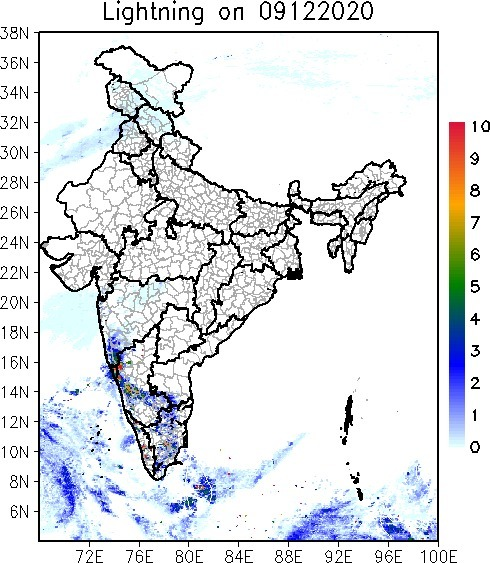 Lightning on 09122020
38N
36N
34N
32N
30N
28N
26N
24N
22N
20N
18N
16N
14N
12N
10N
8N
6N
72E 76E 80E 84E 88E 92E 96E 100E
10
9
8
7
6
5
4
3
2
1
0